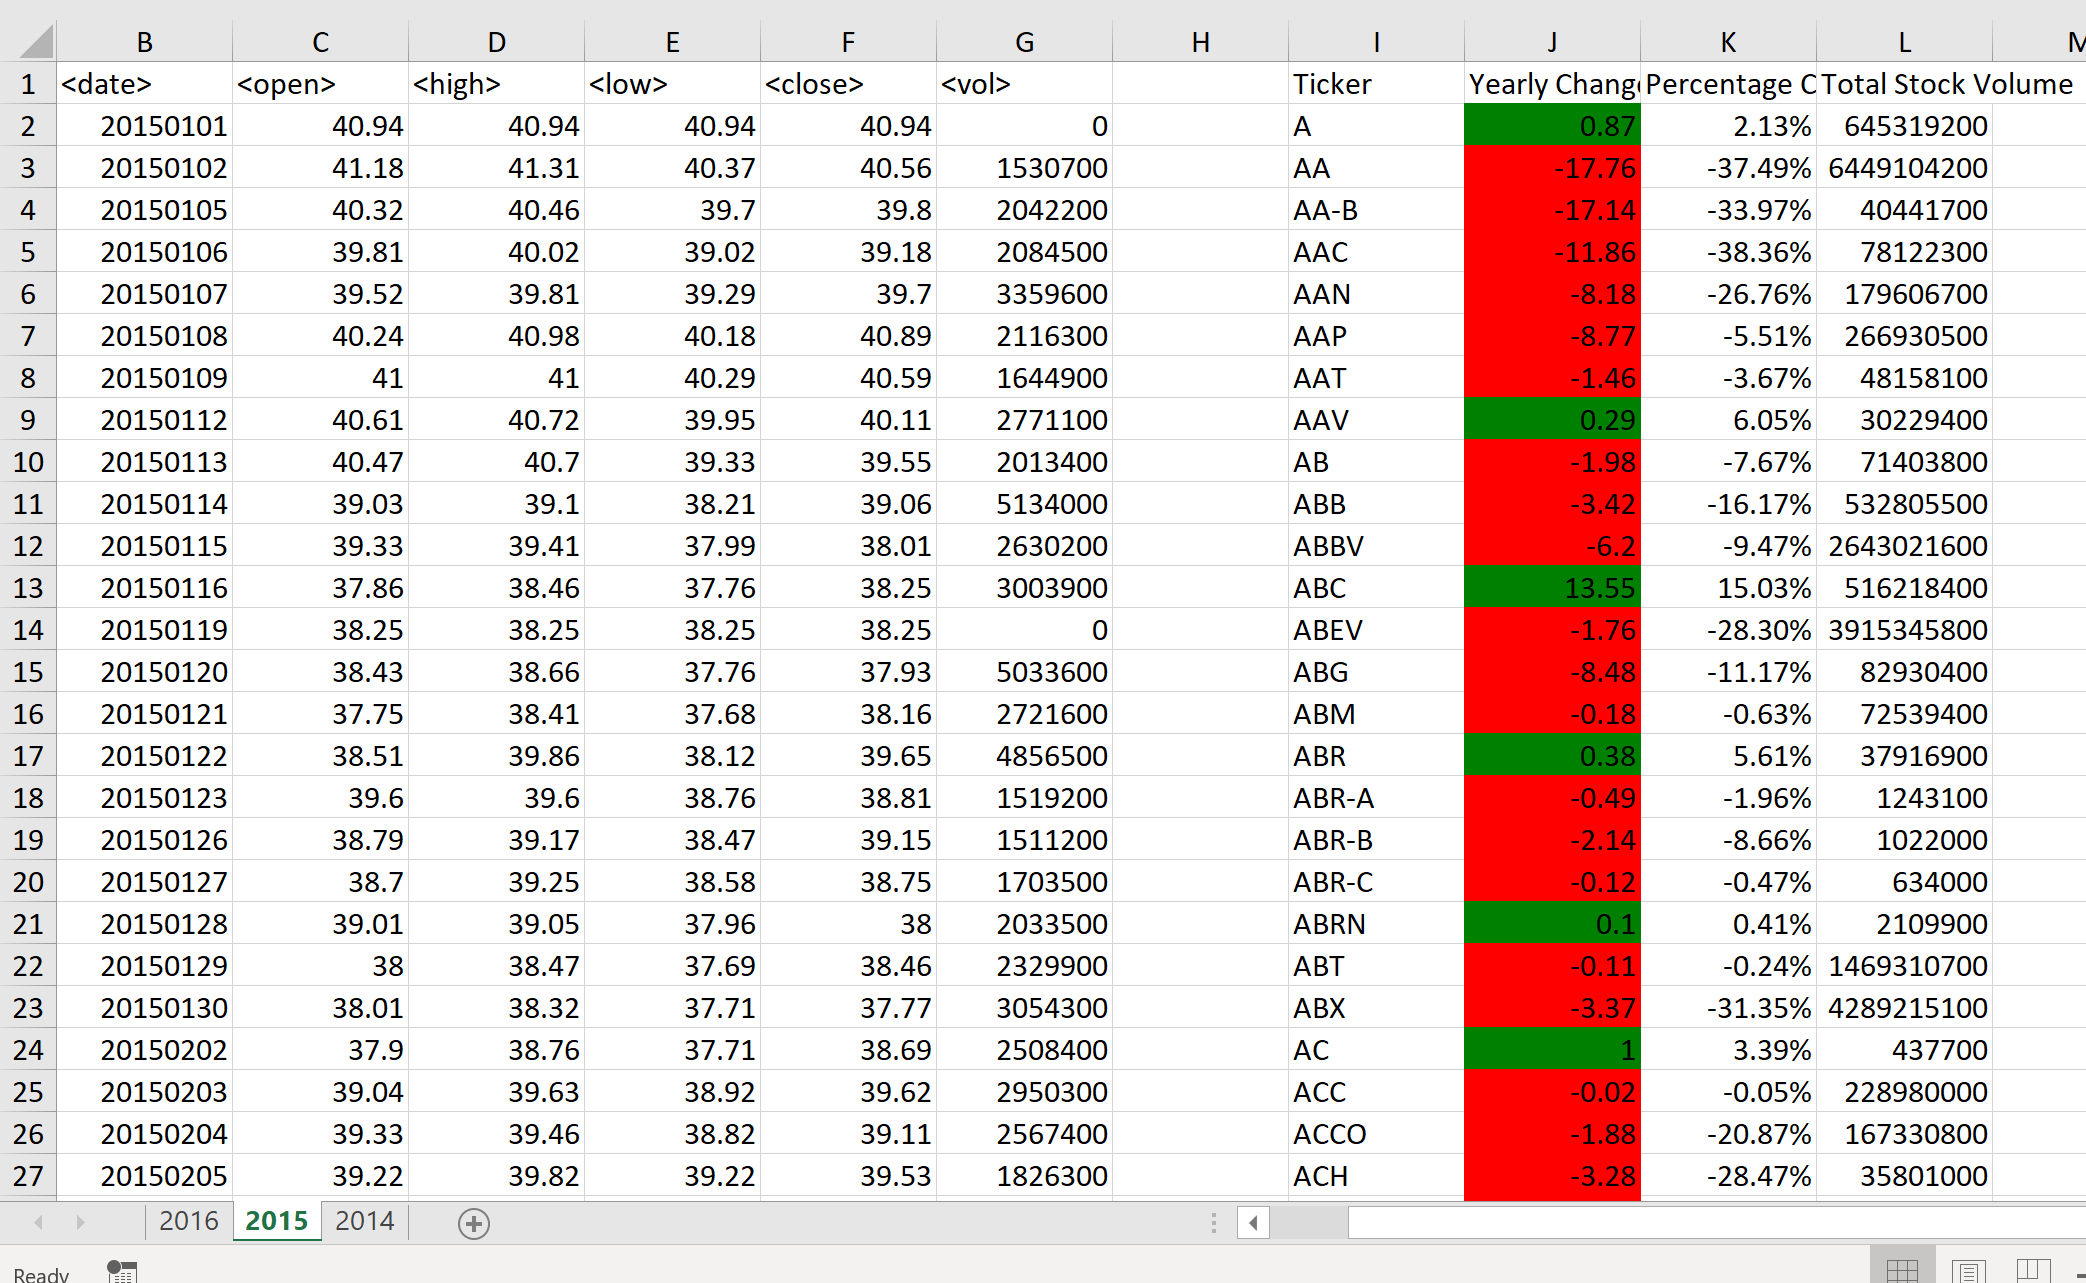 B C D E F G H I J K L
1 <date> <open> <high> <low> <close> <vol> Ticker Yearly Change Percentage C Total Stock Volume
2 20150101 40.94 40.94 40.94 40.94 0 A 0.87 2.13% 645319200
3 20150102 41.18 41.31 40.37 40.56 1530700 AA -17.76 -37.49% 6449104200
4 20150105 40.32 40.46 39.7 39.8 2042200 AA-B -17.14 -33.97% 40441700
5 20150106 39.81 40.02 39.02 39.18 2084500 AAC -11.86 -38.36% 78122300
6 20150107 39.52 39.81 39.29 39.7 3359600 AAN -8.18 -26.76% 179606700
7 20150108 40.24 40.98 40.18 40.89 2116300 AAP -8.77 -5.51% 266930500
8 20150109 41 41 40.29 40.59 1644900 AAT -1.46 -3.67% 48158100
9 20150112 40.61 40.72 39.95 40.11 2771100 AAV 0.29 6.05% 30229400
10 20150113 40.47 40.7 39.33 39.55 2013400 AB -1.98 -7.67% 71403800
11 20150114 39.03 39.1 38.21 39.06 5134000 ABB -3.42 -16.17% 532805500
12 20150115 39.33 39.41 37.99 38.01 2630200 ABBV -6.2 -9.47% 2643021600
13 20150116 37.86 38.46 37.76 38.25 3003900 ABC 13.55 15.03% 516218400
14 20150119 38.25 38.25 38.25 38.25 0 ABEV -1.76 -28.30% 3915345800
15 20150120 38.43 38.66 37.76 37.93 5033600 ABG -8.48 -11.17% 82930400
16 20150121 37.75 38.41 37.68 38.16 2721600 ABM -0.18 -0.63% 72539400
17 20150122 38.51 39.86 38.12 39.65 4856500 ABR 0.38 5.61% 37916900
18 20150123 39.6 39.6 38.76 38.81 1519200 ABR-A -0.49 -1.96% 1243100
19 20150126 38.79 39.17 38.47 39.15 1511200 ABR-B -2.14 -8.66% 1022000
20 20150127 38.7 39.25 38.58 38.75 1703500 ABR-C -0.12 -0.47% 634000
21 20150128 39.01 39.05 37.96 38 2033500 ABRN 0.1 0.41% 2109900
22 20150129 38 38.47 37.69 38.46 2329900 ABT -0.11 -0.24% 1469310700
23 20150130 38.01 38.32 37.71 37.77 3054300 ABX -3.37 -31.35% 4289215100
24 20150202 37.9 38.76 37.71 38.69 2508400 AC 1 3.39% 437700
25 20150203 39.04 39.63 38.92 39.62 2950300 ACC -0.02 -0.05% 228980000
26 20150204 39.33 39.46 38.82 39.11 2567400 ACCO -1.88 -20.87% 167330800
27 20150205 39.22 39.82 39.22 39.53 1826300 ACH -3.28 -28.47% 35801000
2016 2015 2014
Ready